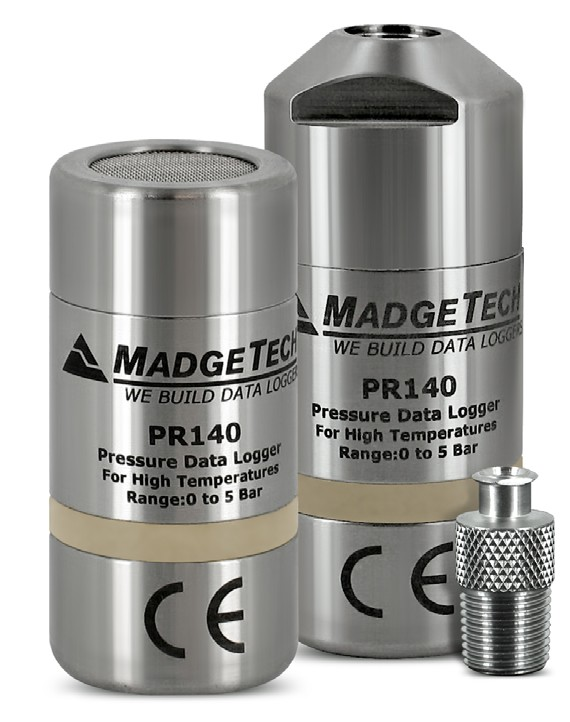 MADGETECH
WE BUILD DATA LOGGERS
PR140
Pressure Data Logger
For High Temperatures
Range:0 to 5 Bar
CE
MADGETECH
WE BUILD DATA LOGGERS
PR140
Pressure Data Logger
For High Temperatures
Range:0 to 5 Bar
CE